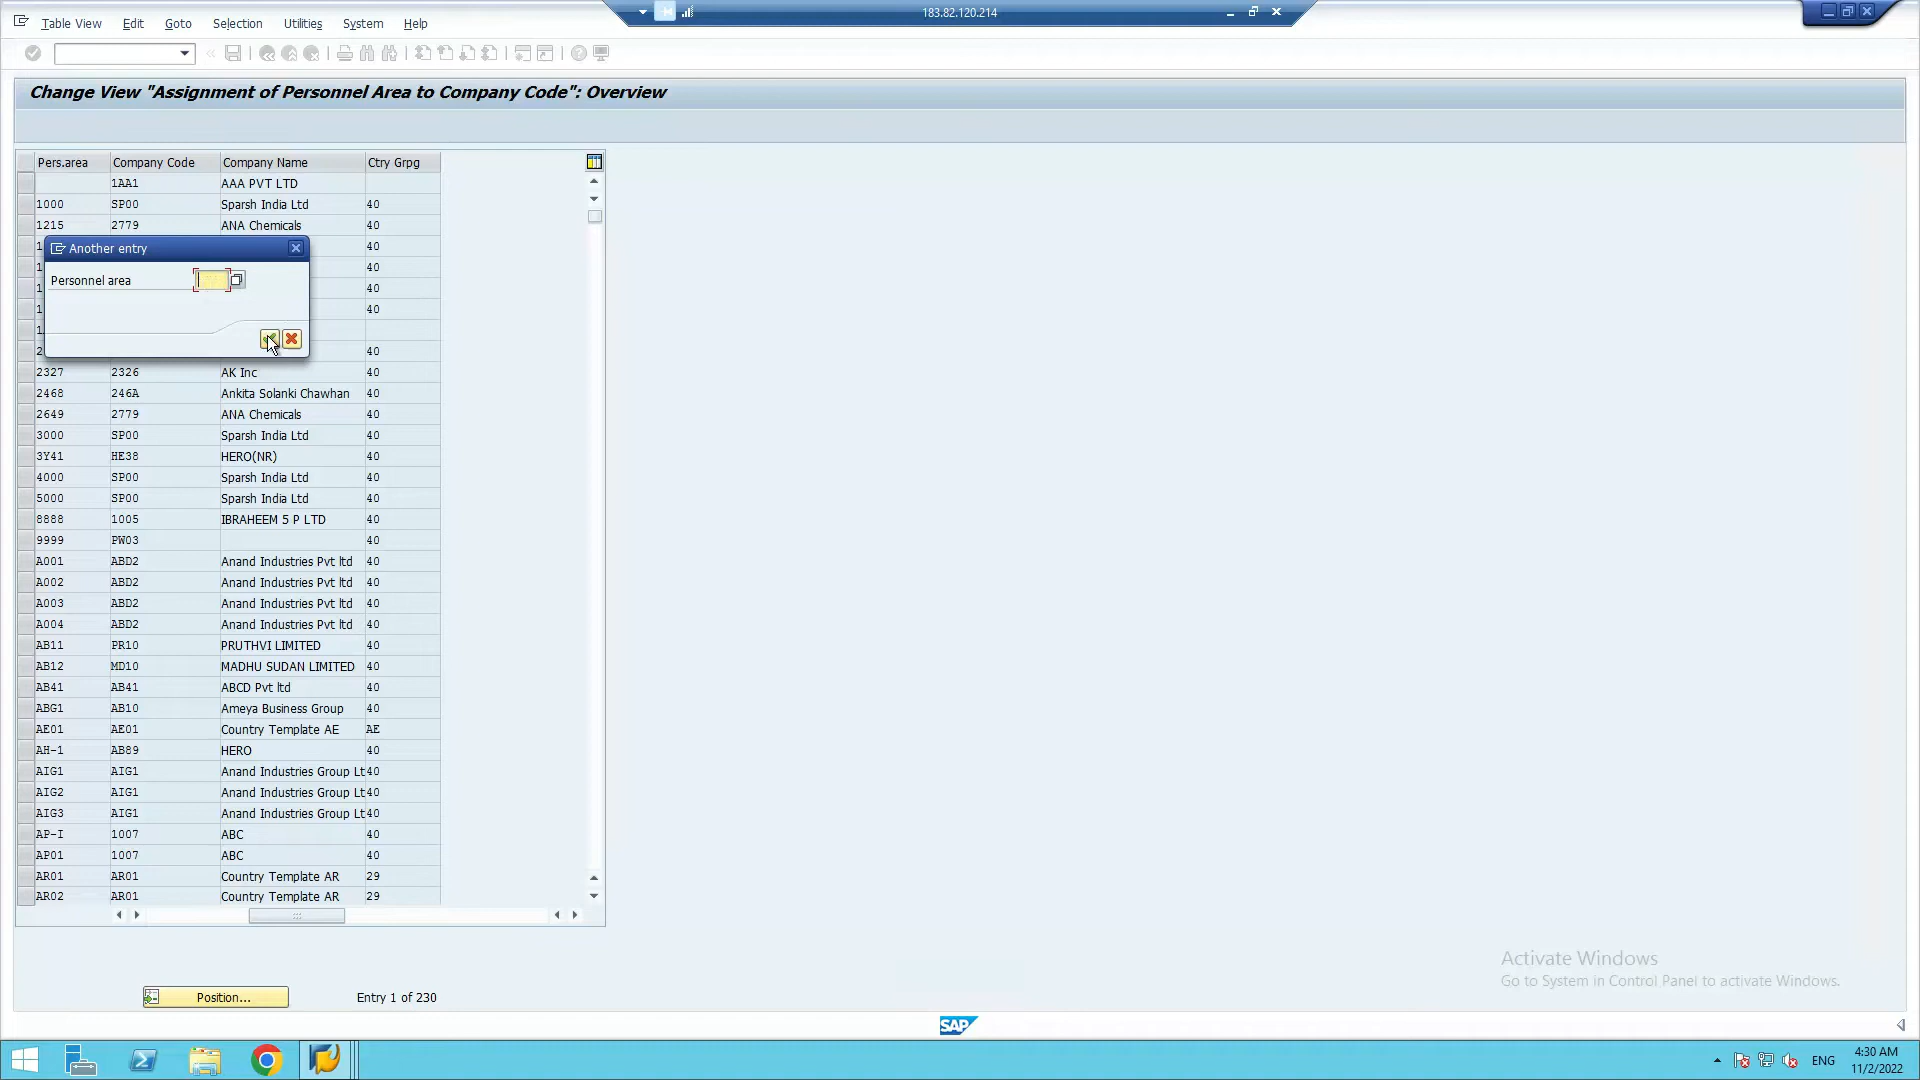 183.82.120.214
Table View Edit Goto Selection Utilities System Help
Change View "Assignment of Personnel Area to Company Code": Overview
Pers.area Company Code Company Name Ctry Grpg
1AA1 AAA PVT LTD
1000 SP00 Sparsh India Ltd 40
1215 2779 ANA Chemicals 40
1 40
Another entry
1 40
Personnel area
1 40
1 40
1
2 40
2327 2326 AK Inc 40
2468 246A Ankita Solanki Chawhan 40
2649 2779 ANA Chemicals 40
3000 SP00 Sparsh India Ltd 40
3Y41 HE38 HERO(NR) 40
4000 SP00 Sparsh India Ltd 40
5000 SP00 Sparsh India Ltd 40
8888 1005 IBRAHEEM 5 P LTD 40
9999 PW03 40
A001 ABD2 Anand Industries Pvt ltd 40
A002 ABD2 Anand Industries Pvt ltd 40
A003 ABD2 Anand Industries Pvt ltd 40
A004 ABD2 Anand Industries Pvt ltd 40
AB11 PR10 PRUTHVI LIMITED 40
AB12 MD10 MADHU SUDAN LIMITED 40
AB41 AB41 ABCD Pvt ltd 40
ABG1 AB10 Ameya Business Group 40
AE01 AE01 Country Template AE AE
AH-1 AB89 HERO 40
AIG1 AIG1 Anand Industries Group Lt 40
AIG2 AIG1 Anand Industries Group Lt 40
AIG3 AIG1 Anand Industries Group Lt 40
AP-I 1007 ABC 40
AP01 1007 ABC 40
AR01 AR01 Country Template AR 29
AR02 AR01 Country Template AR 29
Position... Entry 1 of 230
Activate Windows
Go to System in Control Panel to activate Windows.
SAP
ENG
4:30 AM
11/2/2022